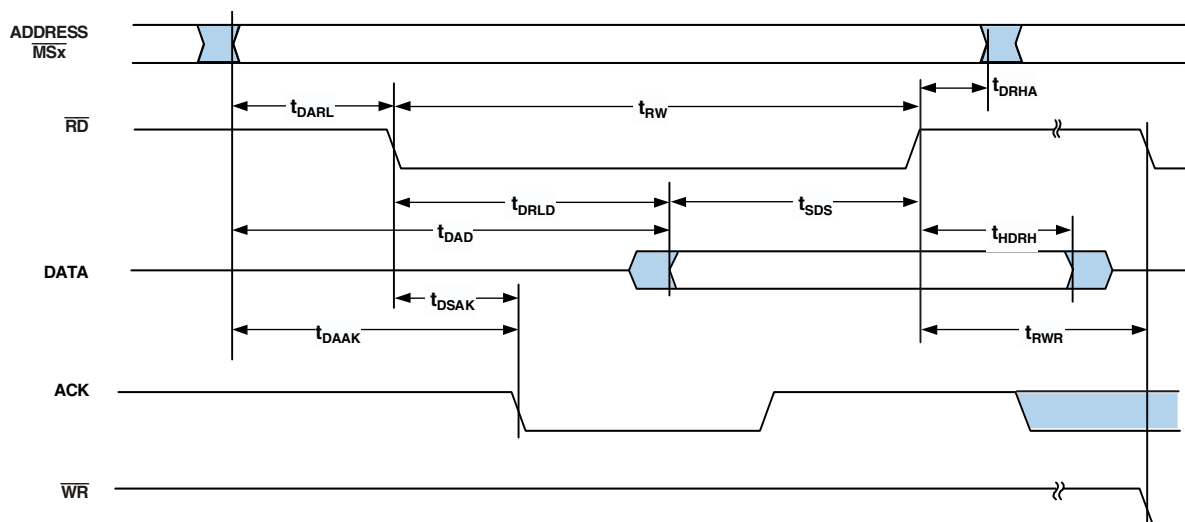 ADDRESS
MSx
tDARL
tRW
tDRHA
RD
tDRLD
tSDS
tDAD
tHDRH
DATA
tDSAK
tDAAK
tRWR
ACK
WR